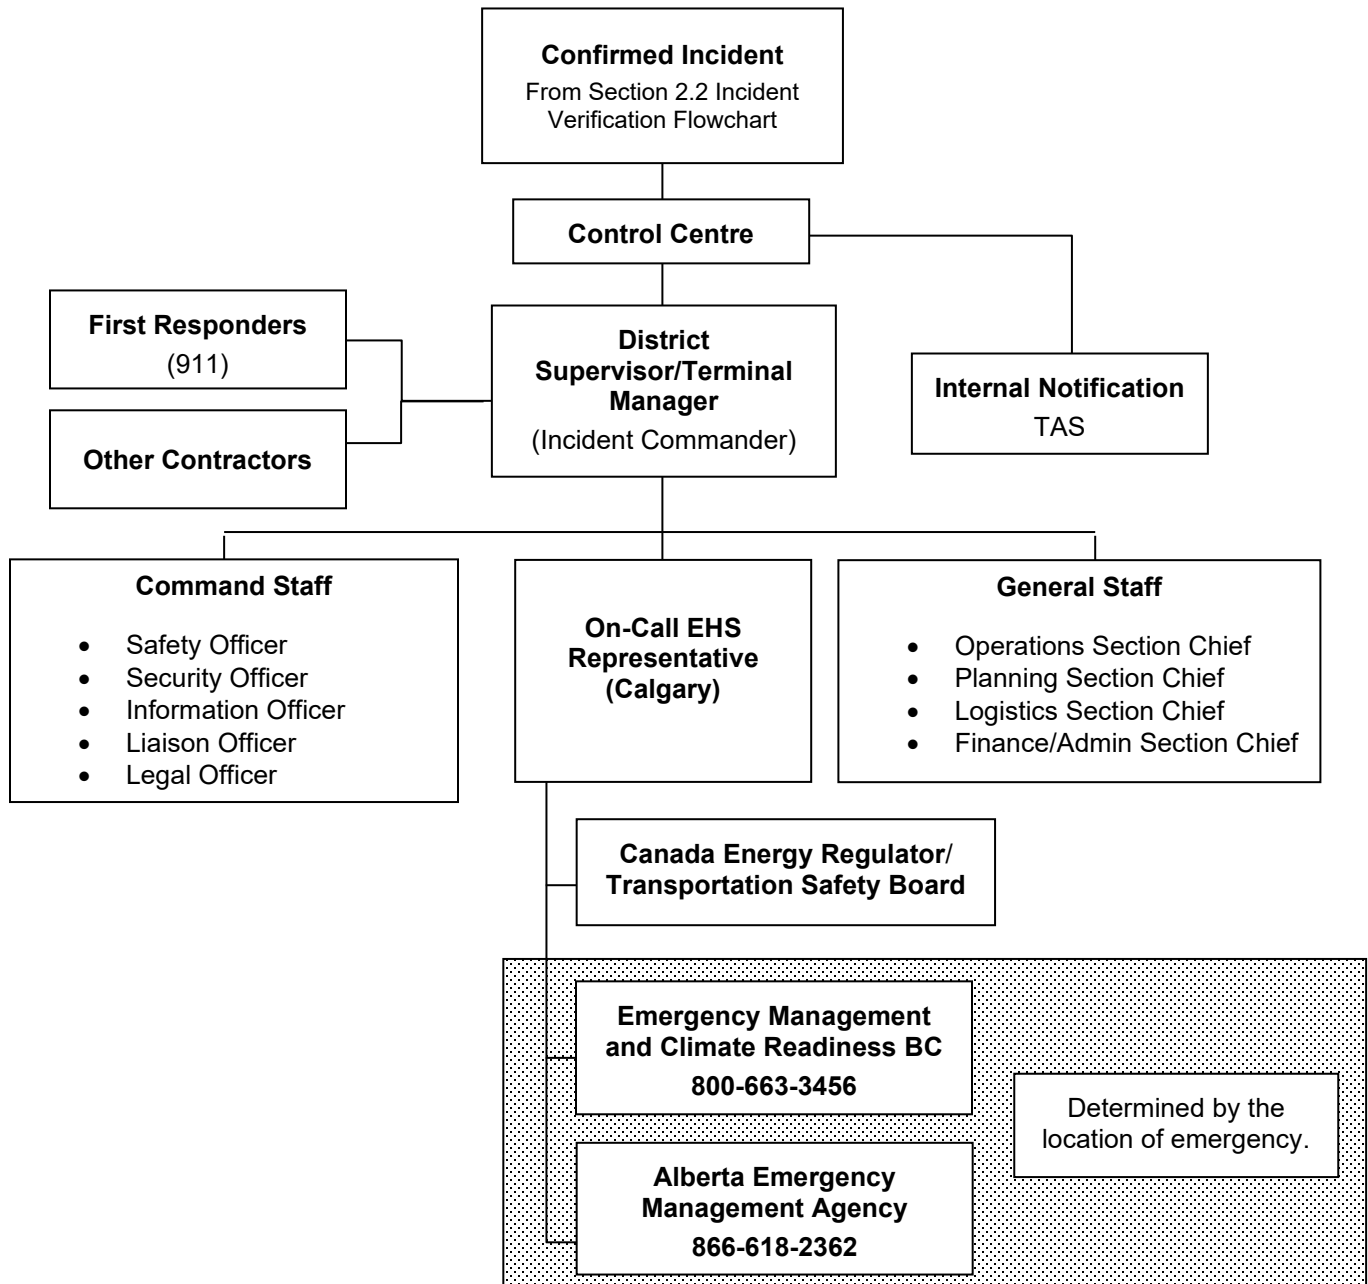 Confirmed Incident
From Section 2.2 Incident
Verification Flowchart
Control Centre
First Responders
(911)
Other Contractors
District
Supervisor/Terminal
Manager
(Incident Commander)
Internal Notification
TAS
Command Staff
• Safety Officer
• Security Officer
• Information Officer
• Liaison Officer
• Legal Officer
On-Call EHS
Representative
(Calgary)
General Staff
• Operations Section Chief
• Planning Section Chief
• Logistics Section Chief
• Finance/Admin Section Chief
Canada Energy Regulator/
Transportation Safety Board
Emergency Management
and Climate Readiness BC
800-663-3456
Determined by the
location of emergency.
Alberta Emergency
Management Agency
866-618-2362